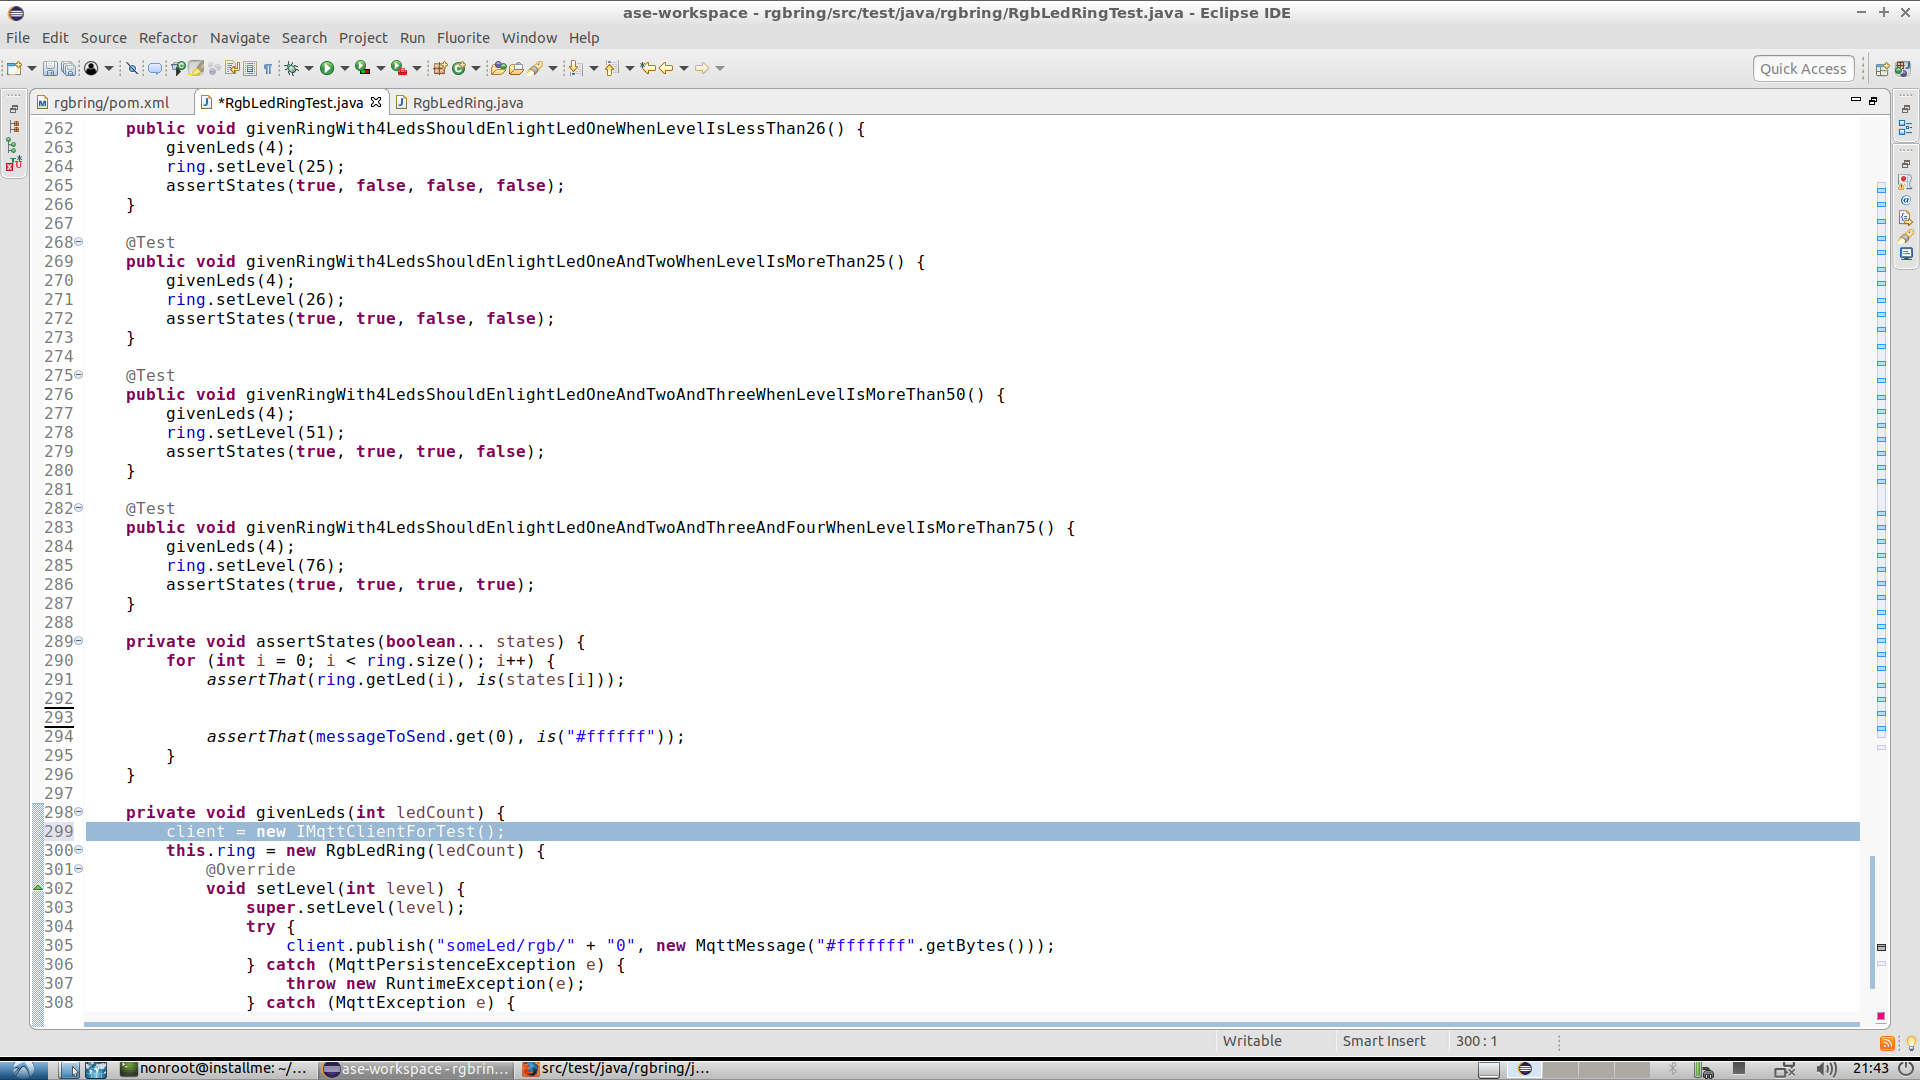 ase-workspace - rgbring/src/test/java/rgbring/RgbLedRingTest.java - Eclipse IDE
File Edit Source Refactor Navigate Search Project Run Fluorite Window Help
Quick Access
rgbring/pom.xml *RgbLedRingTest.java RgbLedRing.java
262 public void givenRingWith4LedsShouldEnlightLedOneWhenLevelIsLessThan26() {
263 givenLeds(4);
264 ring.setLevel(25);
265 assertStates(true, false, false, false);
266 }
267
268 @Test
269 public void givenRingWith4LedsShouldEnlightLedOneAndTwoWhenLevelIsMoreThan25() {
270 givenLeds(4);
271 ring.setLevel(26);
272 assertStates(true, true, false, false);
273 }
274
275 @Test
276 public void givenRingWith4LedsShouldEnlightLedOneAndTwoAndThreeWhenLevelIsMoreThan50() {
277 givenLeds(4);
278 ring.setLevel(51);
279 assertStates(true, true, true, false);
280 }
281
282 @Test
283 public void givenRingWith4LedsShouldEnlightLedOneAndTwoAndThreeAndFourWhenLevelIsMoreThan75() {
284 givenLeds(4);
285 ring.setLevel(76);
286 assertStates(true, true, true, true);
287 }
288
289 private void assertStates(boolean... states) {
290 for (int i = 0; i < ring.size(); i++) {
291 assertThat(ring.getLed(i), is(states[i]));
292
293
294 assertThat(messageToSend.get(0), is("#ffffff"));
295 }
296 }
297
298 private void givenLeds(int ledCount) {
299 client = new IMqttClientForTest();
300 this.ring = new RgbLedRing(ledCount) {
301 @Override
302 void setLevel(int level) {
303 super.setLevel(level);
304 try {
305 client.publish("someLed/rgb/" + "0", new MqttMessage("#fffffff".getBytes()));
306 } catch (MqttPersistenceException e) {
307 throw new RuntimeException(e);
308 } catch (MqttException e) {
Writable Smart Insert 300 : 1
nonroot@installme: ~/... ase-workspace - rgbrin... src/test/java/rgbring/j... 21:43